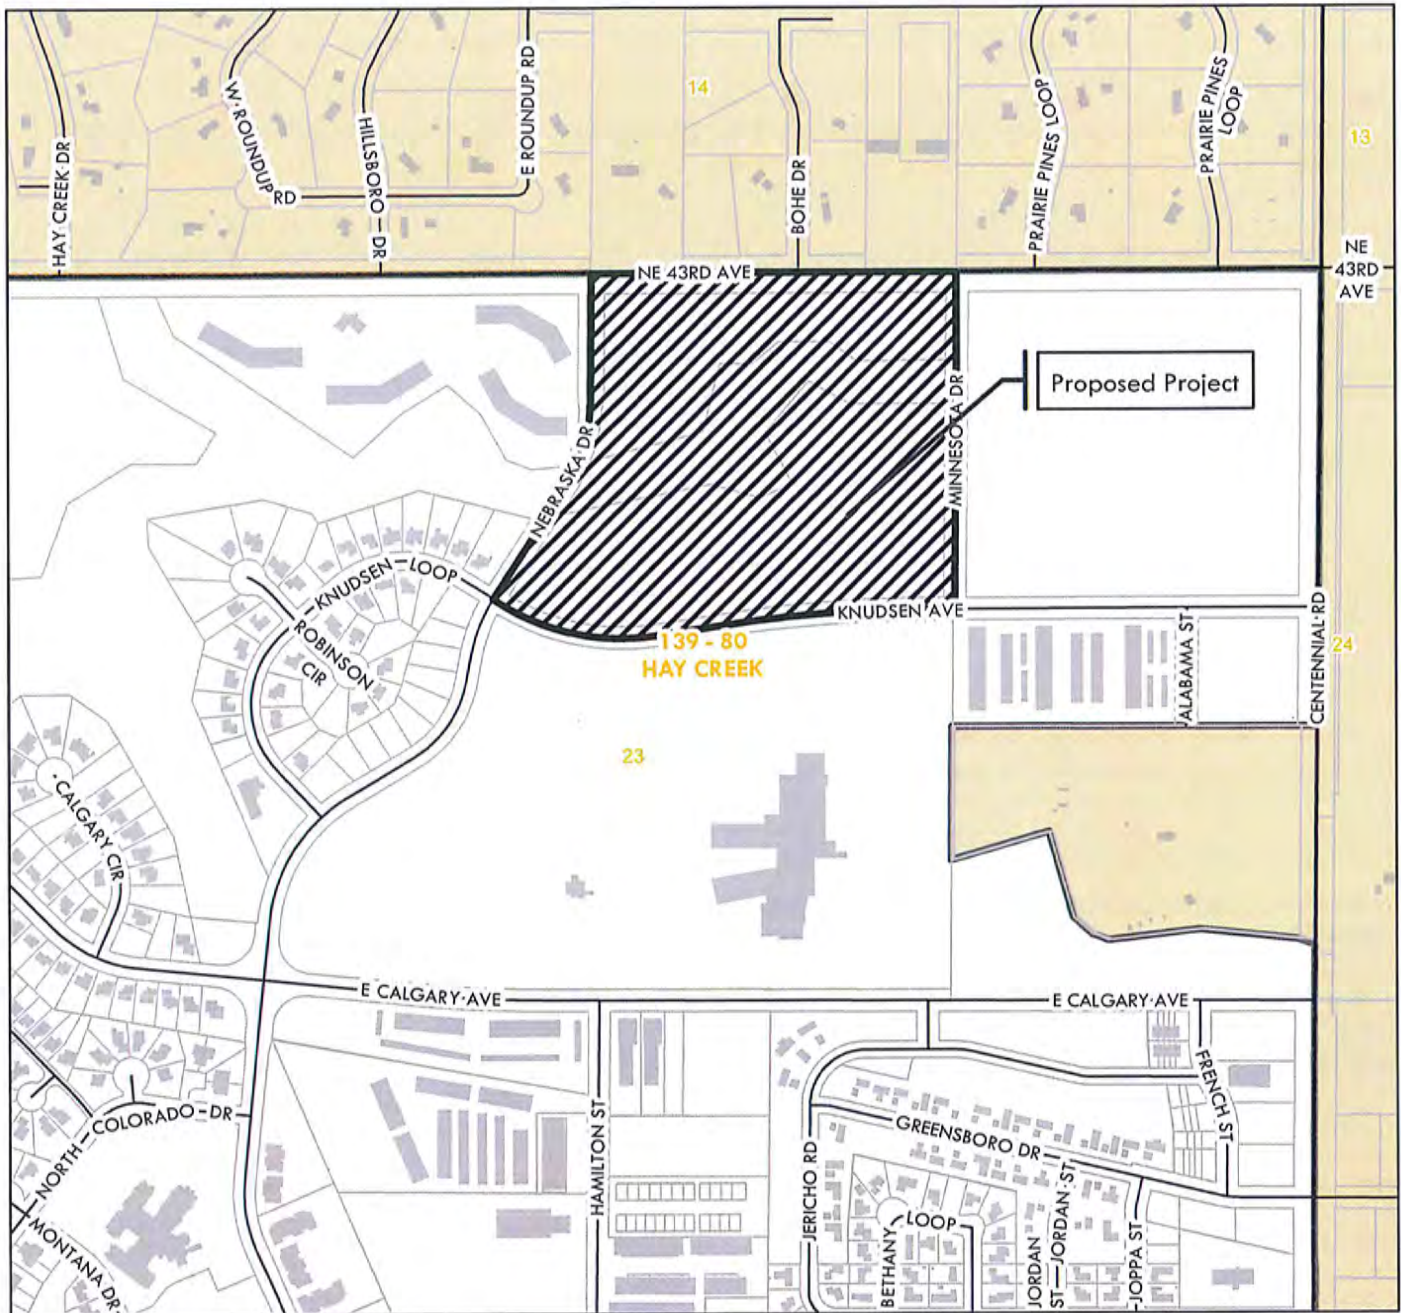 HAY CREEK DR
W ROUNDUP RD
HILLSBORO DR
E ROUNDUP RD
14
BOHE DR
PRAIRIE PINES LOOP
PRAIRIE PINES
LOOP
13
NE 43RD AVE
NE
43RD
AVE
Proposed Project
NEBRASKA DR
MINNESOTA DR
KNUDSEN LOOP
ROBINSON
CIR
KNUDSEN AVE
139 - 80
HAY CREEK
ALABAMA ST
CENTENNIAL RD
24
23
CALGARY CIR
E CALGARY AVE
E CALGARY AVE
FRENCH ST
COLORADO DR
NORTH
MONTANA DR
HAMILTON ST
JERICHO RD
GREENSBORO DR
BETHANY
LOOP
JORDAN
ST
JORDAN ST
JOPPA ST